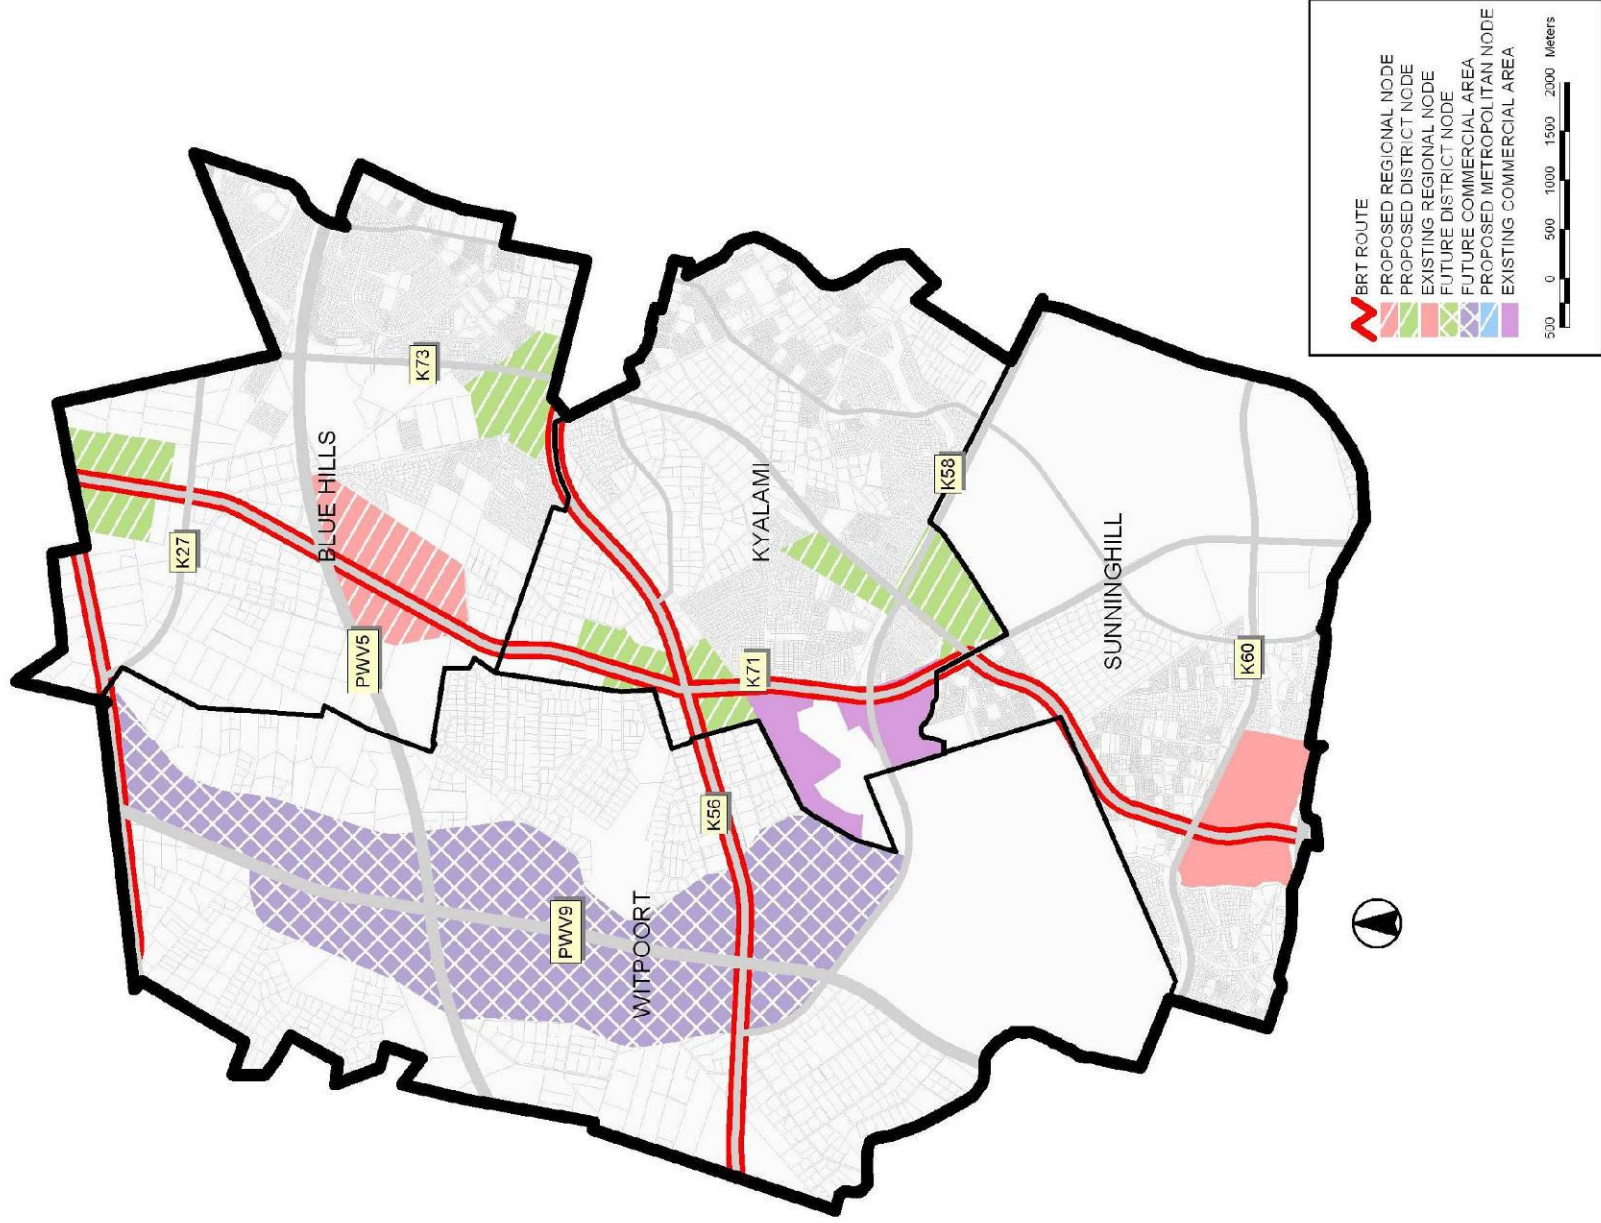 BLUE HILLS
WITPOORT
KYALAMI
SUNNINGHILL
K27
K73
PWV5
PWV9
K71
K56
K58
K60
BRT ROUTE
PROPOSED REGIONAL NODE
PROPOSED DISTRICT NODE
EXISTING REGIONAL NODE
FUTURE DISTRICT NODE
FUTURE COMMERCIAL AREA
PROPOSED METROPOLITAN NODE
EXISTING COMMERCIAL AREA
500 0 500 1000 1500 2000 Meters